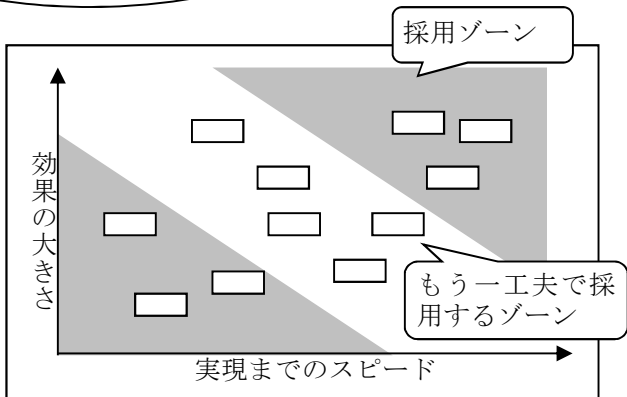 採用ゾーン
効果の大きさ
もう一工夫で採
用するゾーン
実現までのスピード